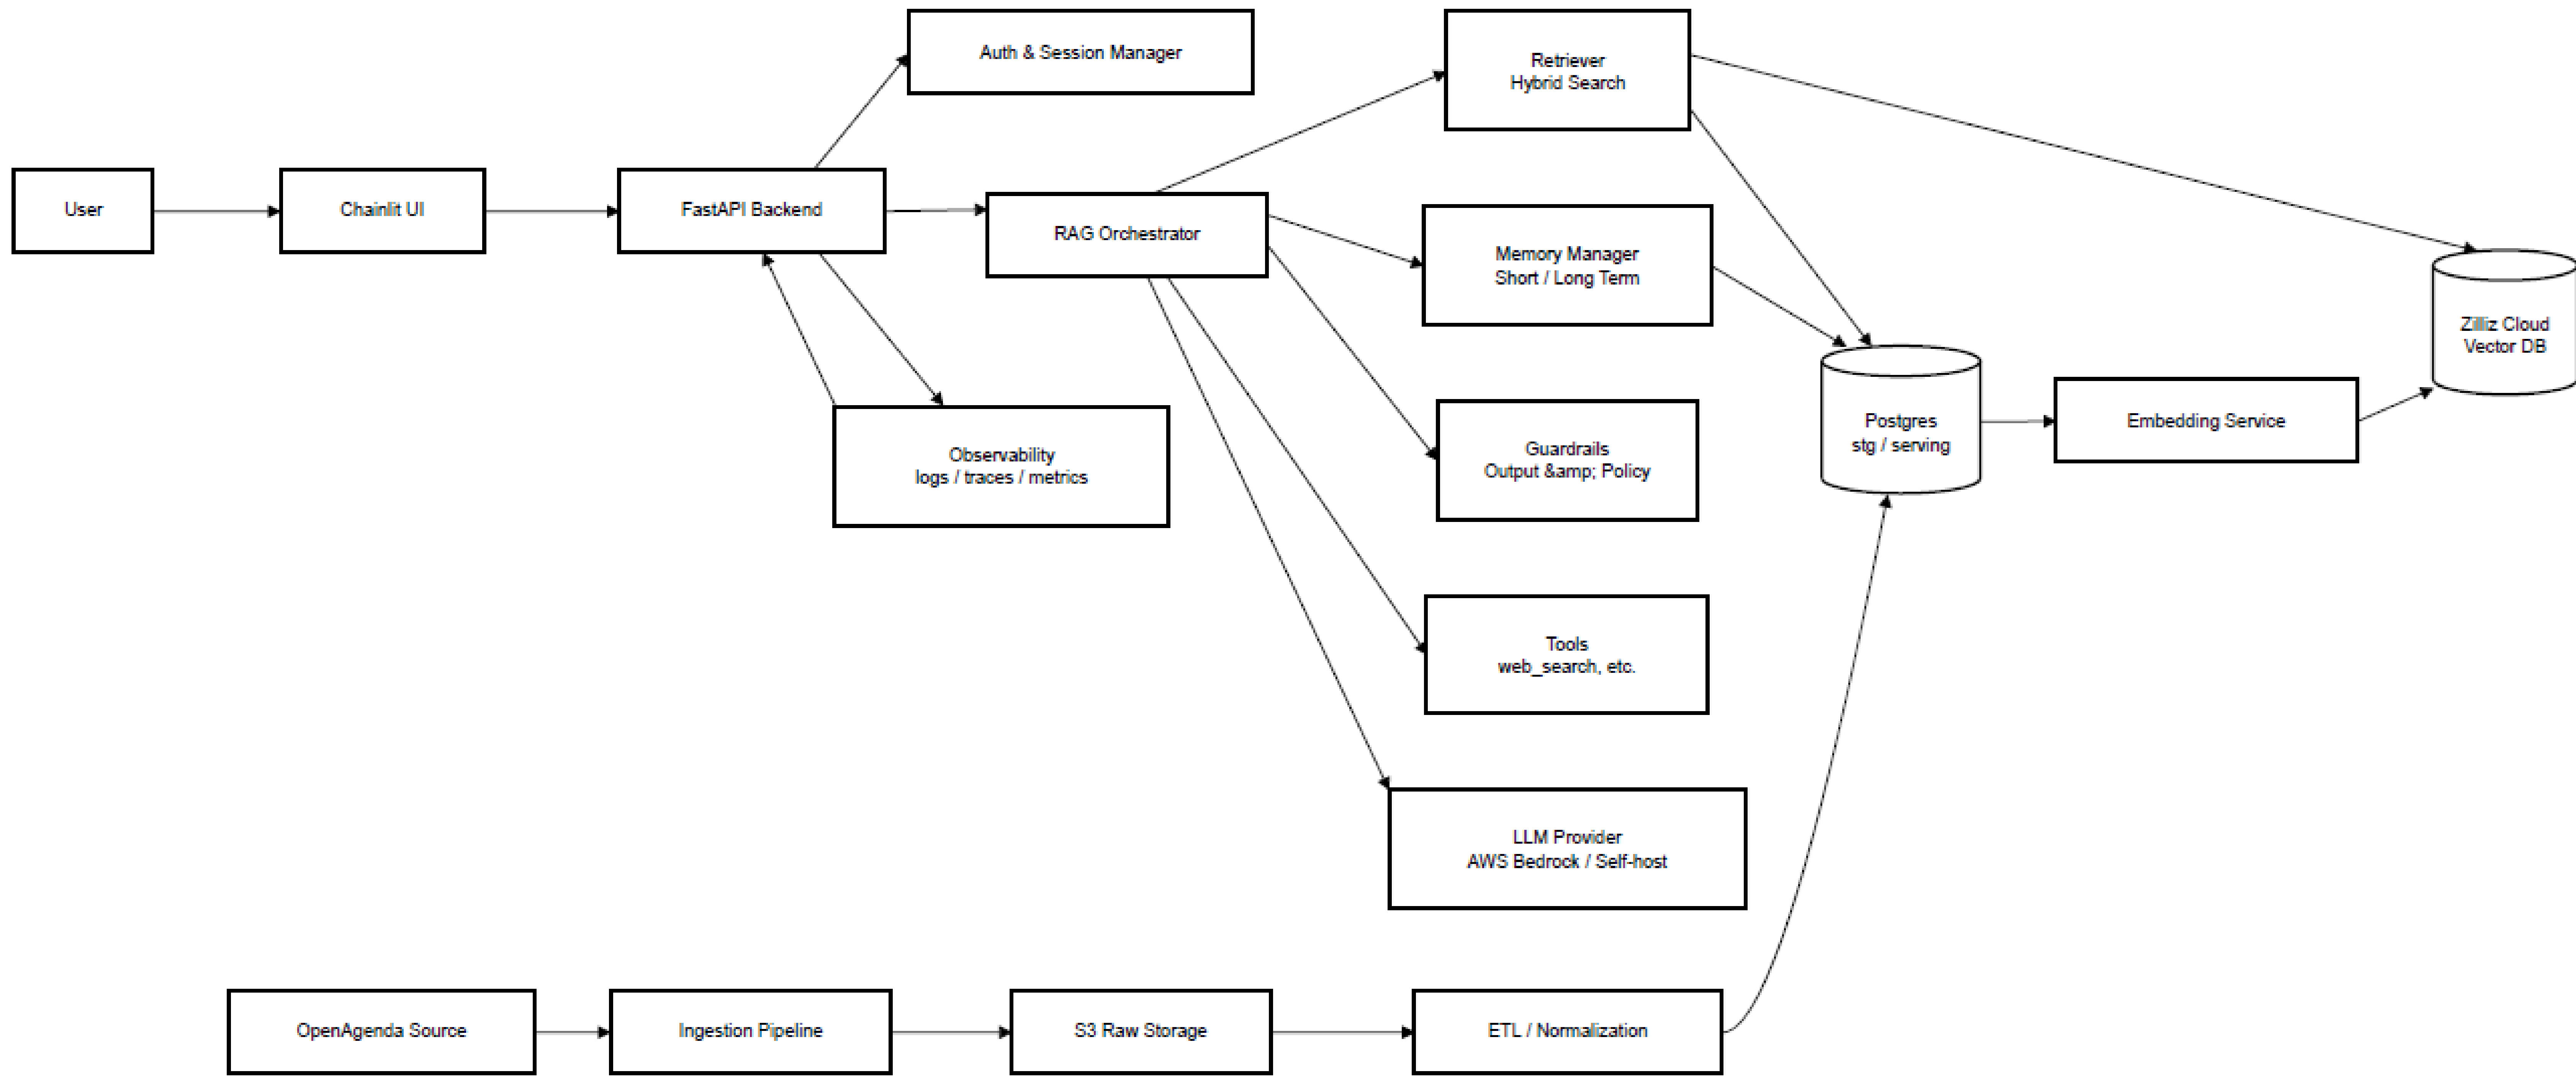 Auth & Session Manager
Retriever
Hybrid Search
User
Chainlit UI
FastAPI Backend
RAG Orchestrator
Memory Manager
Short / Long Term
Zilliz Cloud
Vector DB
Postgres
stg / serving
Embedding Service
Observability
logs / traces / metrics
Guardrails
Output &amp; Policy
Tools
web_search, etc.
LLM Provider
AWS Bedrock / Self-host
OpenAgenda Source
Ingestion Pipeline
S3 Raw Storage
ETL / Normalization